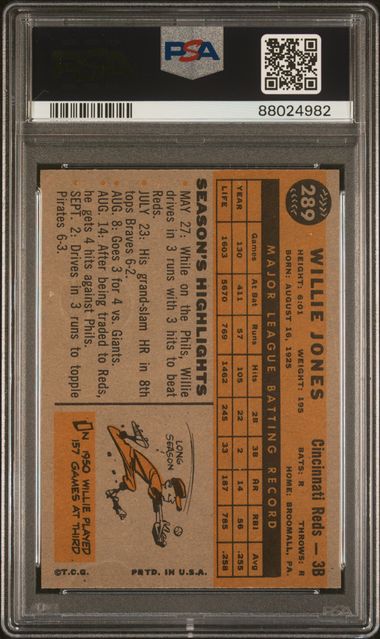 PSA
88024982
289
WILLIE JONES
Cincinnati Reds — 3B
HEIGHT: 6:01 WEIGHT: 195 BATS: R THROWS: R
BORN: AUGUST 16, 1925 HOME: BROOMALL, PA.
MAJOR LEAGUE BATTING RECORD
YEAR Games At-Bat Runs Hits 2B 3B HR RBI Avg
YEAR 130 411 57 105 22 2 14 56 .255
LIFE 1603 5670 769 1462 245 33 187 785 .258
SEASON'S HIGHLIGHTS
• MAY 27: While on the Phils, Willie
drives in 3 runs with 3 hits to beat
Reds.
• JULY 23: His grand-slam HR in 8th
tops Braves 6-2.
• AUG. 8: Goes 3 for 4 vs. Giants.
• AUG. 14: After being traded to Reds,
he gets 4 hits against Phils.
• SEPT. 2: Drives in 3 runs to topple
Pirates 6-3.
LONG
SEASON
IN 1950 WILLIE PLAYED
157 GAMES AT THIRD.
©T.C.G. PRTD. IN U.S.A.